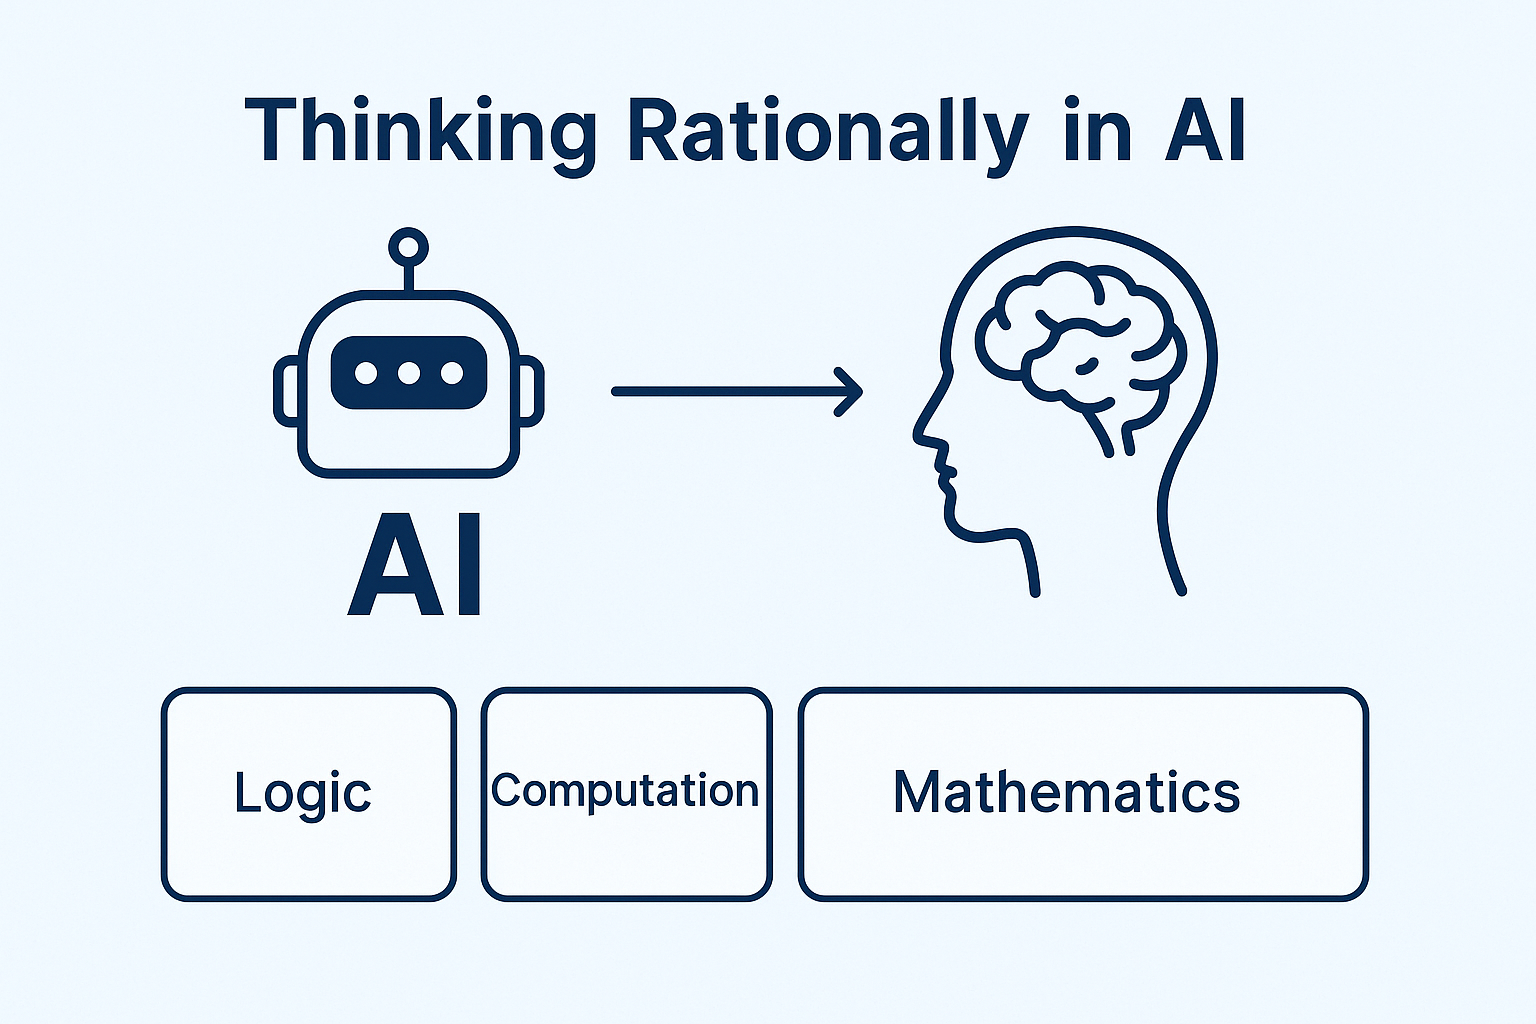 Thinking Rationally in AI
AI
Logic
Computation
Mathematics